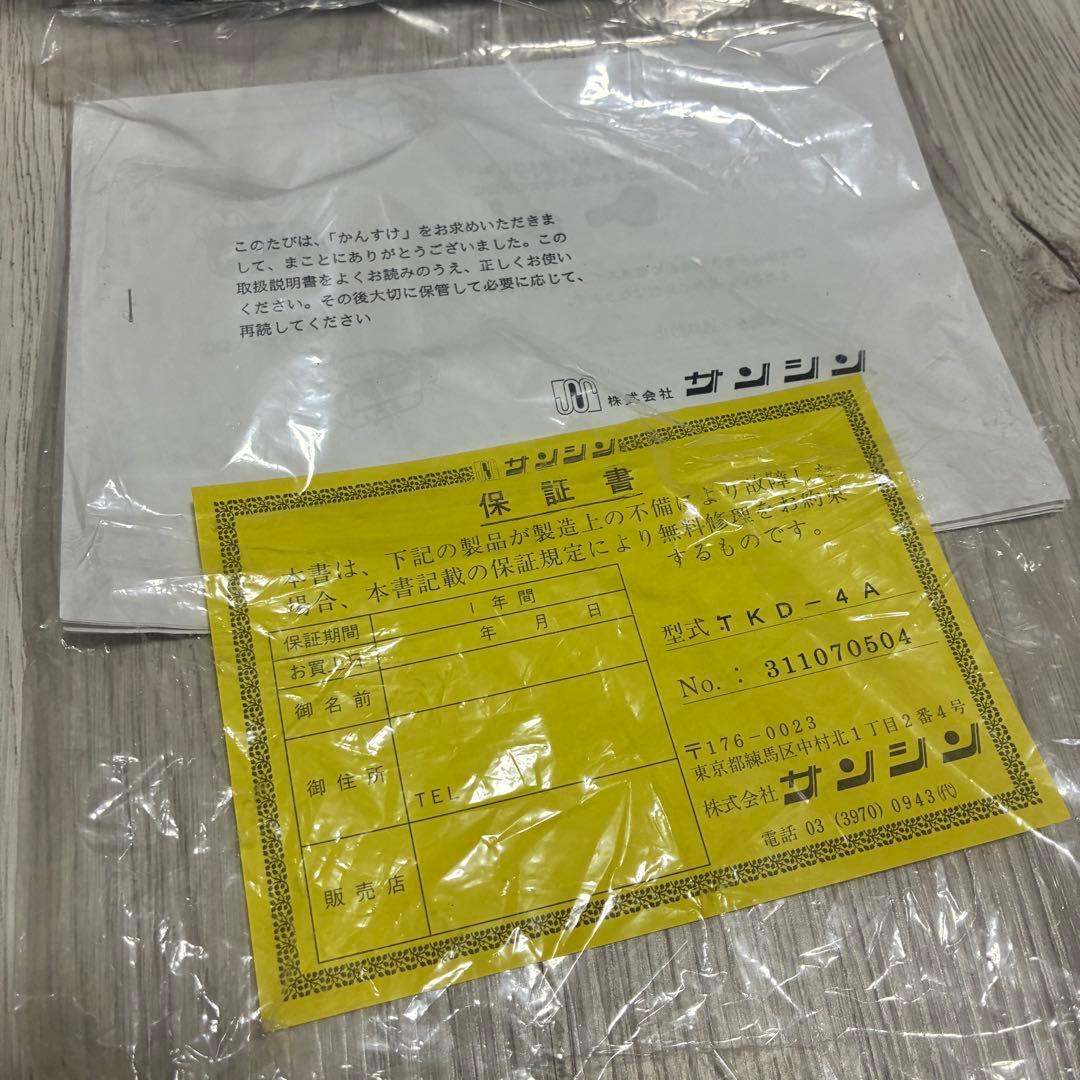 このたびは、「かんすけ」をお求めいただきま
して、まことにありがとうございました。この
取扱説明書をよくお読みのうえ、正しくお使い
ください。その後大切に保管して必要に応じて、
再読してください
株式会社 サンシン
サンシン
保証書
本書は、下記の製品が製造上の不備により故障した
場合、本書記載の保証規定により無料修理をお約束
するものです。
保証期間 1年間
お買上日 年 月 日
御名前
御住所
TEL
販売店
型式:TKD-4A
No. : 311070504
〒176-0023
東京都練馬区中村北1丁目2番4号
株式会社 サンシン
電話 03 (3970) 0943㈹